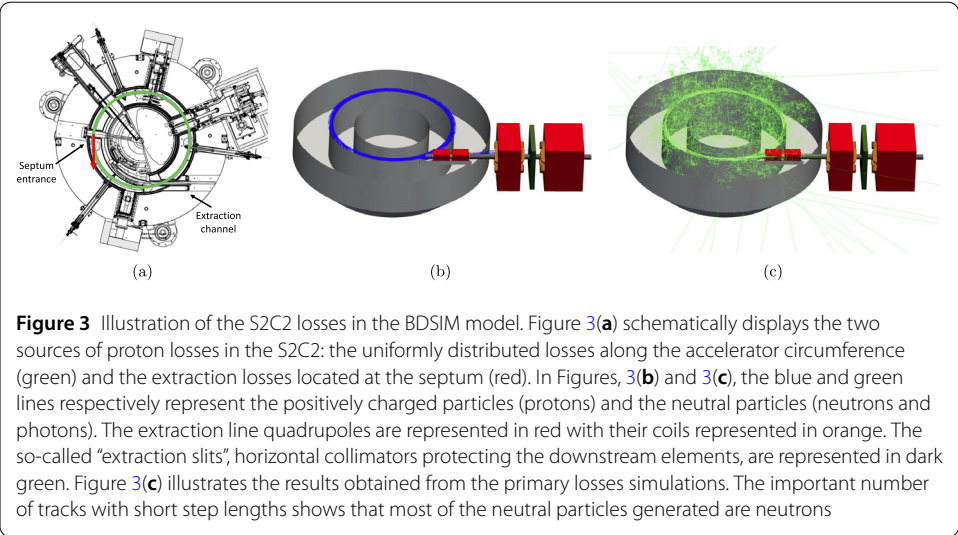 Septum
entrance
Extraction
channel
(a)
(b)
(c)
Figure 3 Illustration of the S2C2 losses in the BDSIM model. Figure 3(a) schematically displays the two
sources of proton losses in the S2C2: the uniformly distributed losses along the accelerator circumference
(green) and the extraction losses located at the septum (red). In Figures, 3(b) and 3(c), the blue and green
lines respectively represent the positively charged particles (protons) and the neutral particles (neutrons and
photons). The extraction line quadrupoles are represented in red with their coils represented in orange. The
so-called “extraction slits”, horizontal collimators protecting the downstream elements, are represented in dark
green. Figure 3(c) illustrates the results obtained from the primary losses simulations. The important number
of tracks with short step lengths shows that most of the neutral particles generated are neutrons